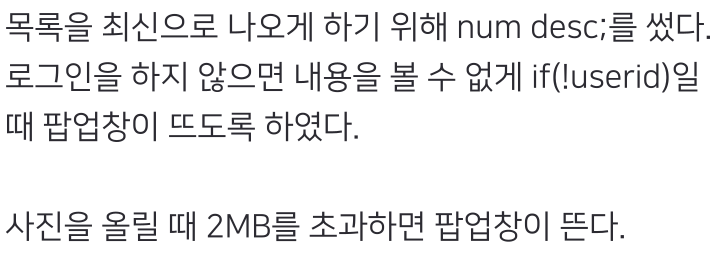 목록을 최신으로 나오게 하기 위해 num desc;를 썼다.
로그인을 하지 않으면 내용을 볼 수 없게 if(!userid)일
때 팝업창이 뜨도록 하였다.
사진을 올릴 때 2MB를 초과하면 팝업창이 뜬다.